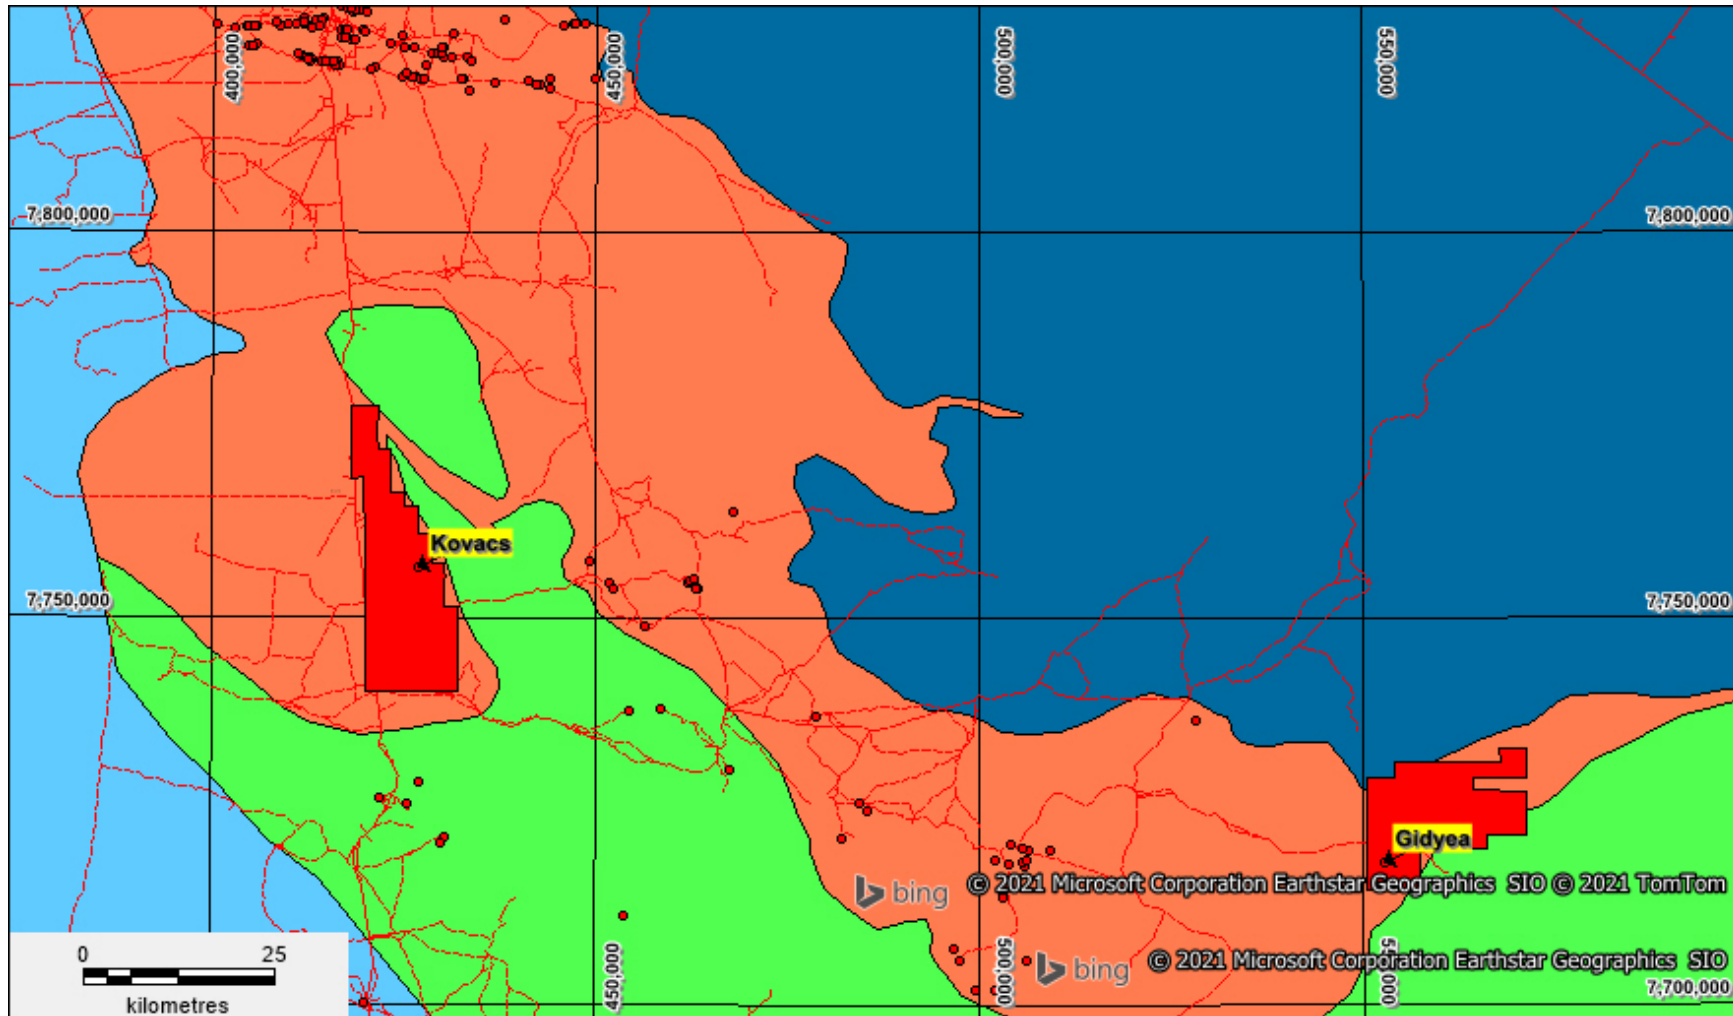 400,000
450,000
500,000
550,000
7,800,000
7,800,000
Kovacs
7,750,000
7,750,000
Gidyea
bing
© 2021 Microsoft Corporation Earthstar Geographics SIO © 2021 TomTom
bing
© 2021 Microsoft Corporation Earthstar Geographics SIO
450,000
500,000
7,700,000
0 25
kilometres